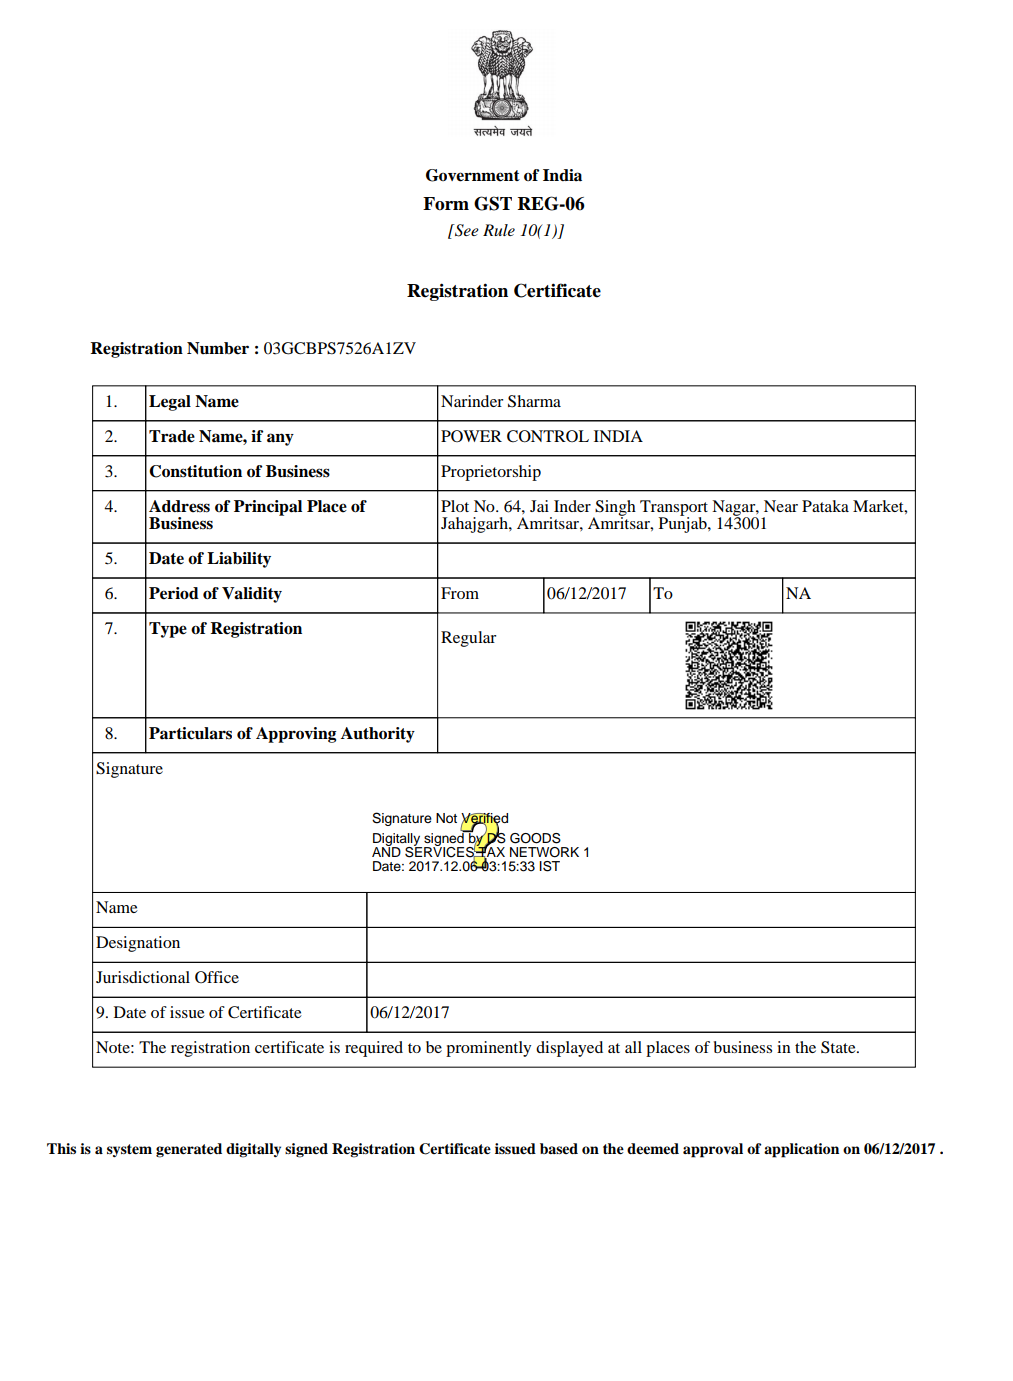 सत्यमेव जयते
Government of India
Form GST REG-06
[See Rule 10(1)]
Registration Certificate
Registration Number : 03GCBPS7526A1ZV
1. Legal Name Narinder Sharma
2. Trade Name, if any POWER CONTROL INDIA
3. Constitution of Business Proprietorship
4. Address of Principal Place of Business Plot No. 64, Jai Inder Singh Transport Nagar, Near Pataka Market, Jahajgarh, Amritsar, Amritsar, Punjab, 143001
5. Date of Liability
6. Period of Validity From 06/12/2017 To NA
7. Type of Registration Regular
8. Particulars of Approving Authority
Signature
Signature Not Verified
Digitally signed by DS GOODS
AND SERVICES TAX NETWORK 1
Date: 2017.12.06 03:15:33 IST
Name
Designation
Jurisdictional Office
9. Date of issue of Certificate 06/12/2017
Note: The registration certificate is required to be prominently displayed at all places of business in the State.
This is a system generated digitally signed Registration Certificate issued based on the deemed approval of application on 06/12/2017 .